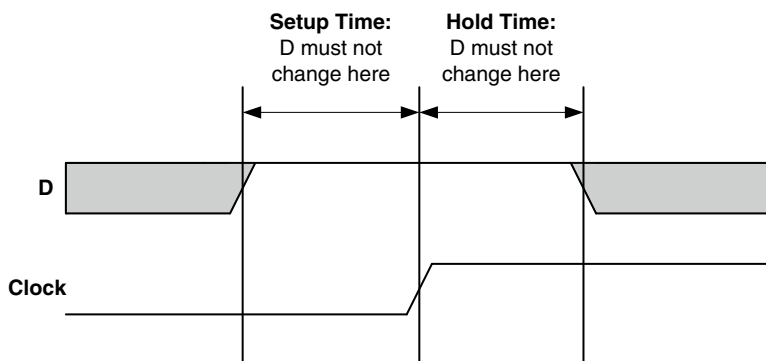 Setup Time:
D must not
change here
Hold Time:
D must not
change here
D
Clock